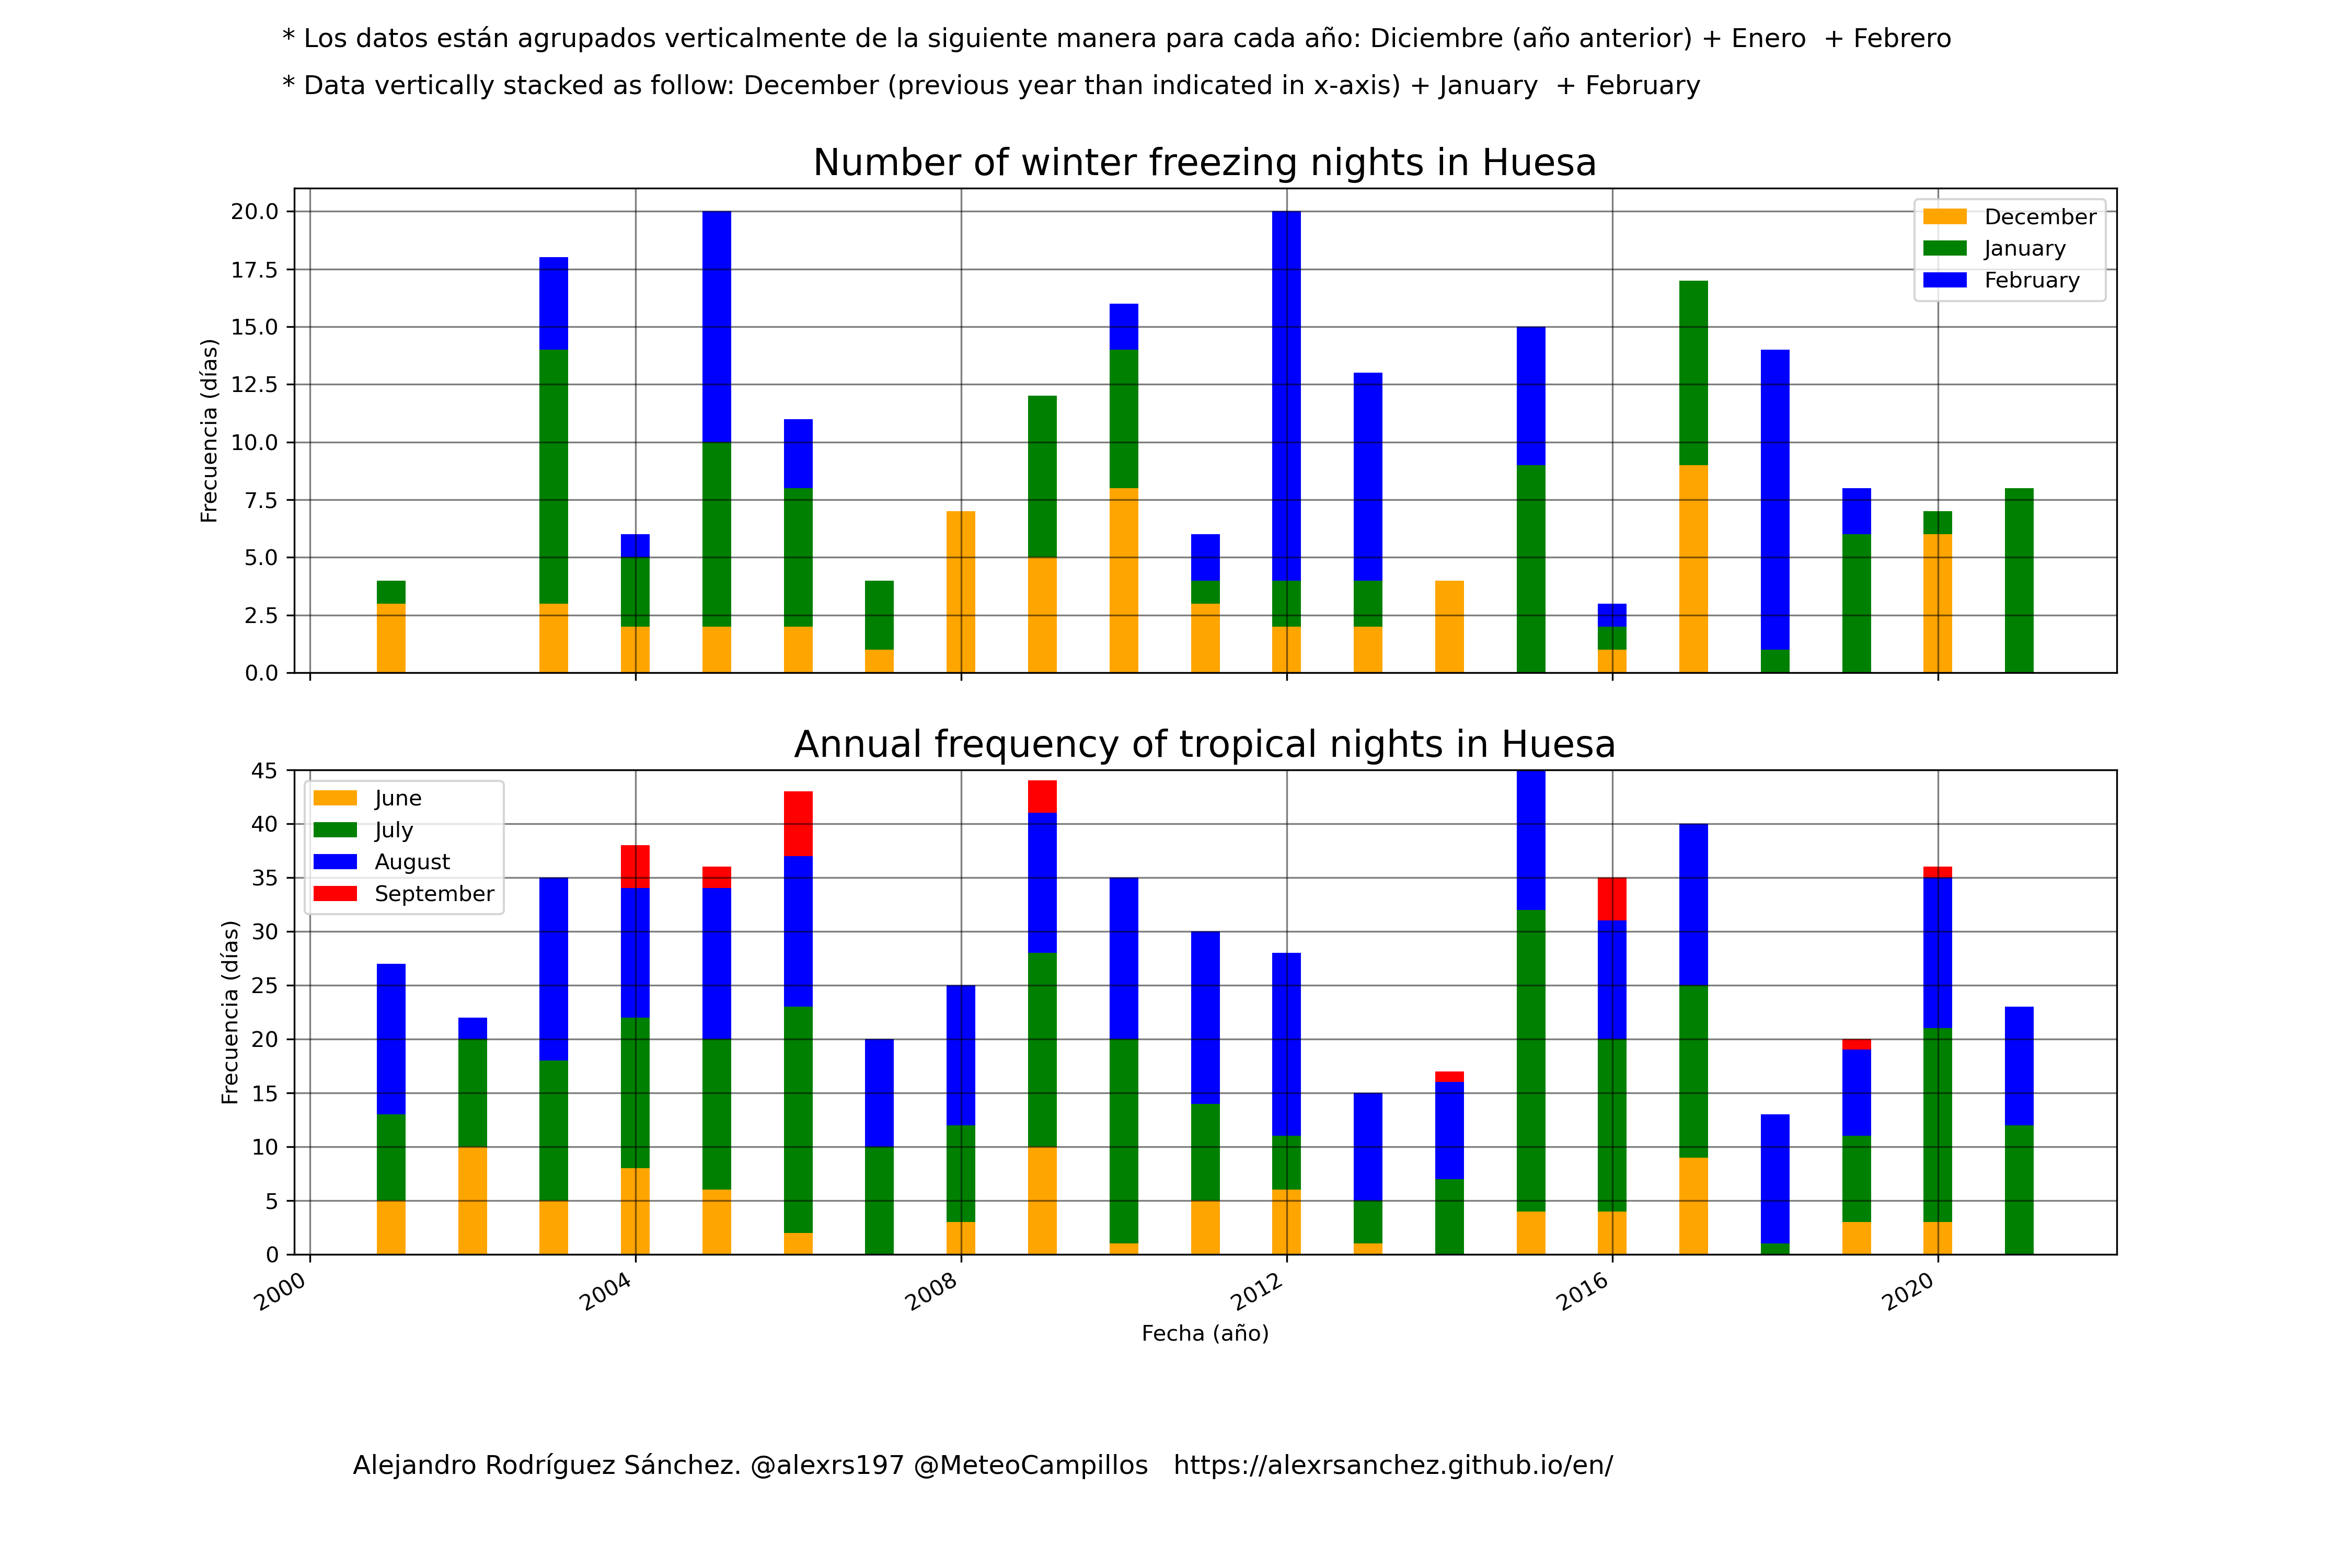 * Los datos están agrupados verticalmente de la siguiente manera para cada año: Diciembre (año anterior) + Enero  + Febrero
* Data vertically stacked as follow: December (previous year than indicated in x-axis) + January  + February
Number of winter freezing nights in Huesa
20.0
17.5
15.0
12.5
10.0
7.5
5.0
2.5
0.0
Frecuencia (días)
December
January
February
Annual frequency of tropical nights in Huesa
45
40
35
30
25
20
15
10
5
0
Frecuencia (días)
June
July
August
September
2000
2004
2008
2012
2016
2020
Fecha (año)
Alejandro Rodríguez Sánchez. @alexrs197 @MeteoCampillos   https://alexrsanchez.github.io/en/